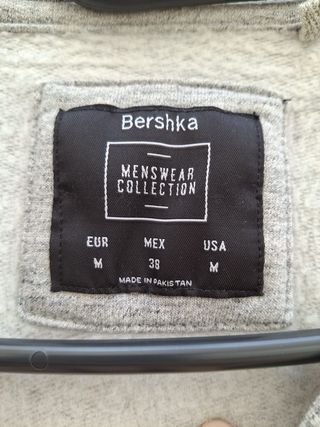 Bershka
MENSWEAR
COLLECTION
EUR MEX USA
M 38 M
MADE IN PAKISTAN